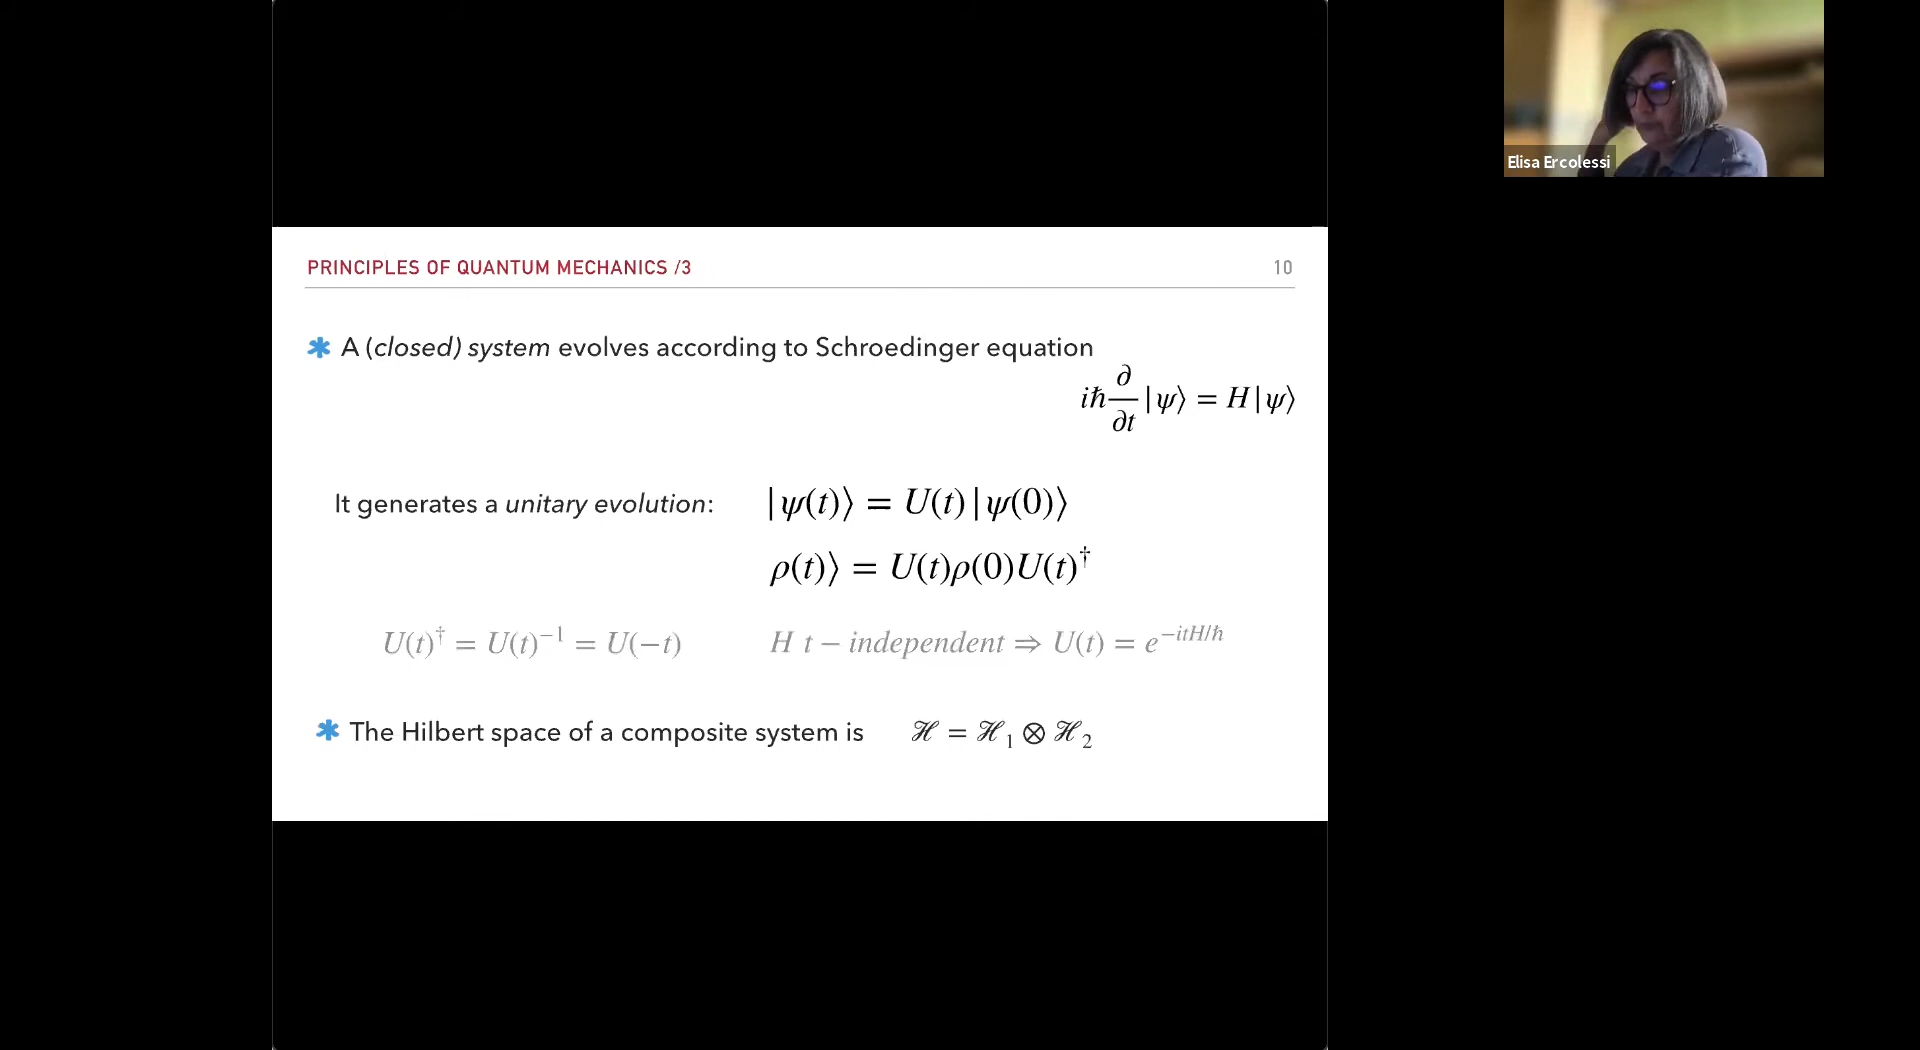 PRINCIPLES OF QUANTUM MECHANICS /3
10
✱ A (closed) system evolves according to Schroedinger equation
iħ ∂/∂t |ψ⟩ = H|ψ⟩
It generates a unitary evolution: |ψ(t)⟩ = U(t)|ψ(0)⟩
ρ(t)⟩ = U(t)ρ(0)U(t)†
U(t)† = U(t)⁻¹ = U(−t) H t − independent ⇒ U(t) = e^{−itH/ħ}
✱ The Hilbert space of a composite system is ℋ = ℋ₁ ⊗ ℋ₂
Elisa Ercolessi